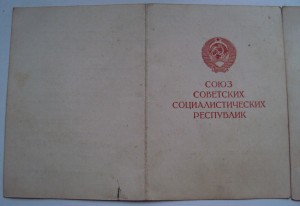 СОЮЗ
СОВЕТСКИХ
СОЦИАЛИСТИЧЕСКИХ
РЕСПУБЛИК